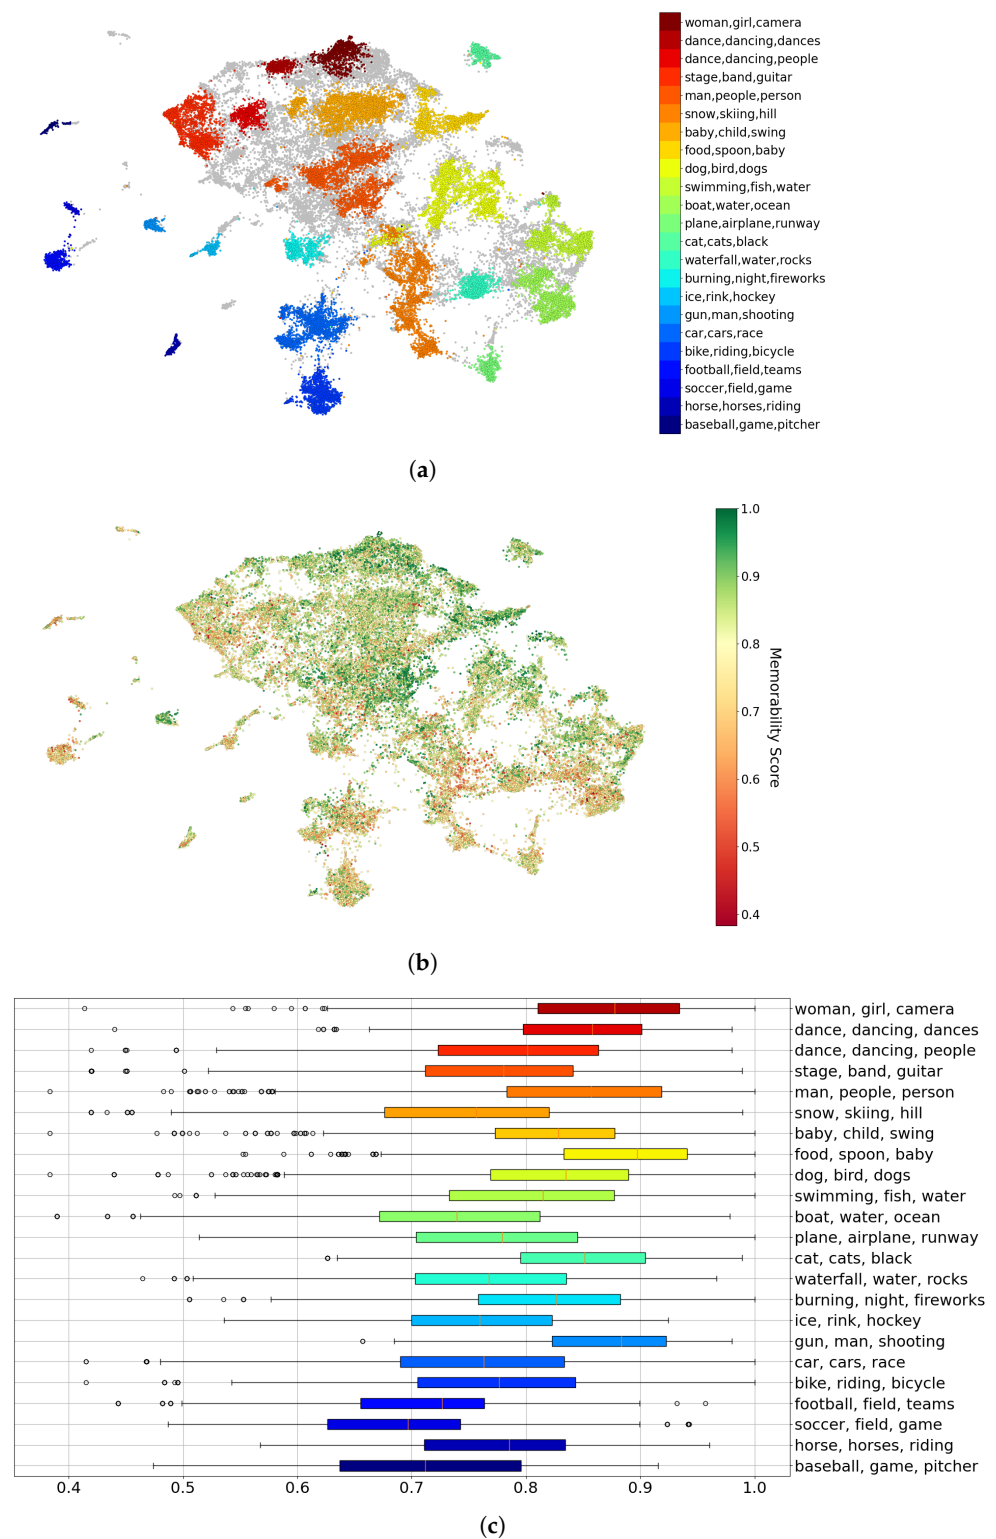 woman,girl,camera
dance,dancing,dances
dance,dancing,people
stage,band,guitar
man,people,person
snow,skiing,hill
baby,child,swing
food,spoon,baby
dog,bird,dogs
swimming,fish,water
boat,water,ocean
plane,airplane,runway
cat,cats,black
waterfall,water,rocks
burning,night,fireworks
ice,rink,hockey
gun,man,shooting
car,cars,race
bike,riding,bicycle
football,field,teams
soccer,field,game
horse,horses,riding
baseball,game,pitcher
(a)
1.0
0.9
0.8
0.7
0.6
0.5
0.4
Memorability Score
(b)
woman, girl, camera
dance, dancing, dances
dance, dancing, people
stage, band, guitar
man, people, person
snow, skiing, hill
baby, child, swing
food, spoon, baby
dog, bird, dogs
swimming, fish, water
boat, water, ocean
plane, airplane, runway
cat, cats, black
waterfall, water, rocks
burning, night, fireworks
ice, rink, hockey
gun, man, shooting
car, cars, race
bike, riding, bicycle
football, field, teams
soccer, field, game
horse, horses, riding
baseball, game, pitcher
0.4 0.5 0.6 0.7 0.8 0.9 1.0
(c)